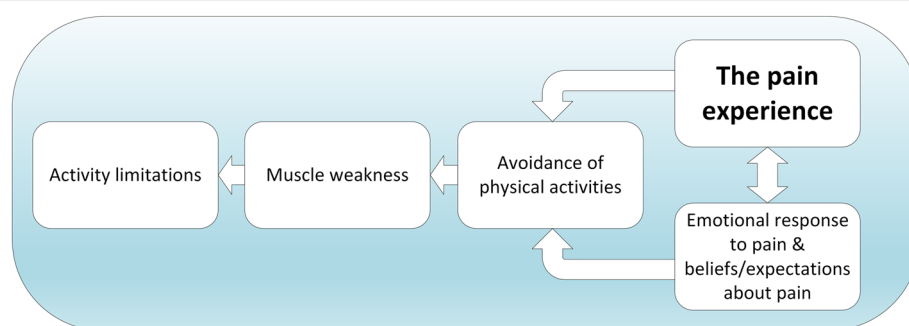 The pain
experience
Activity limitations
Muscle weakness
Avoidance of
physical activities
Emotional response
to pain &
beliefs/expectations
about pain